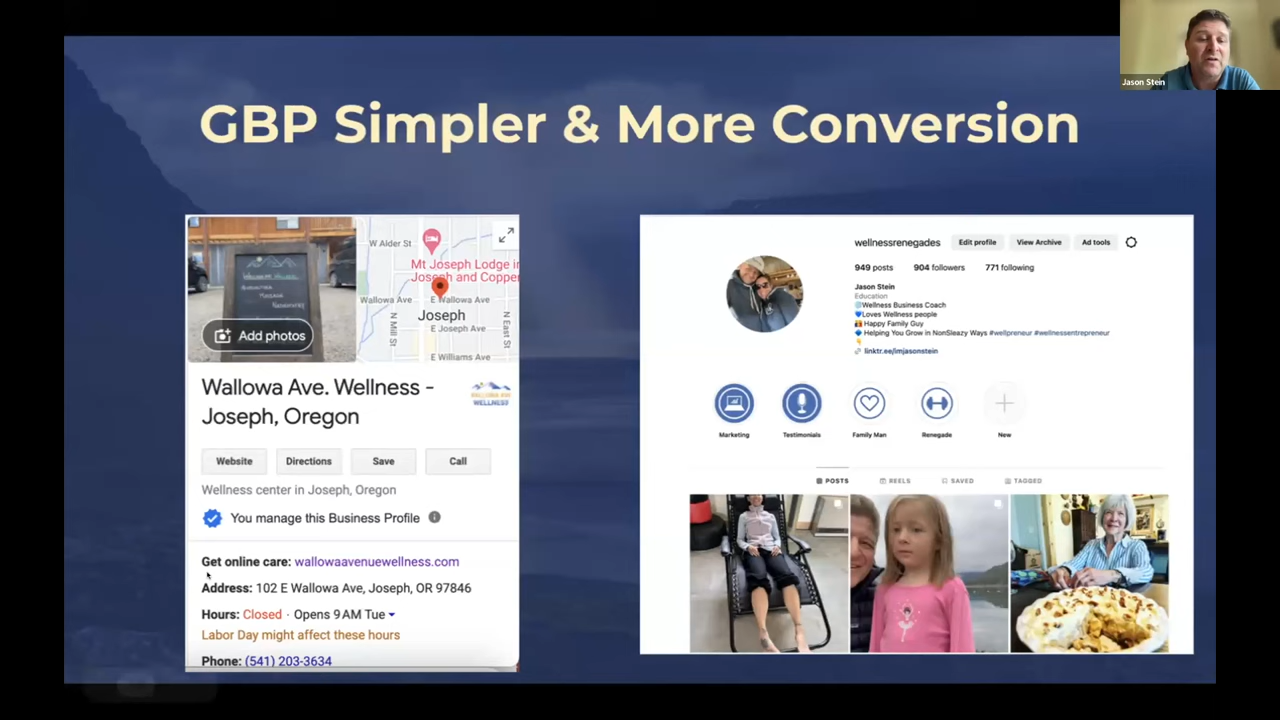 Jason Stein
GBP Simpler & More Conversion
W Alder St
Mt Joseph Lodge in
Joseph and Copper
Wallowa Ave
E Wallowa Ave
Joseph
N Mill St
E Joseph Ave
N East St
E Williams Ave
Add photos
Wallowa Ave. Wellness -
Joseph, Oregon
WELLNESS
Website
Directions
Save
Call
Wellness center in Joseph, Oregon
You manage this Business Profile
Get online care: wallowaavenuewellness.com
Address: 102 E Wallowa Ave, Joseph, OR 97846
Hours: Closed · Opens 9 AM Tue
Labor Day might affect these hours
Phone: (541) 203-3634
wellnessrenegades
Edit profile
View Archive
Ad tools
949 posts
904 followers
771 following
Jason Stein
Education
Wellness Business Coach
Loves Wellness people
Happy Family Guy
Helping You Grow in NonSleazy Ways #wellpreneur #wellnessentrepreneur
linktr.ee/imjasonstein
Marketing
Testimonials
Family Man
Renegade
New
POSTS
REELS
SAVED
TAGGED